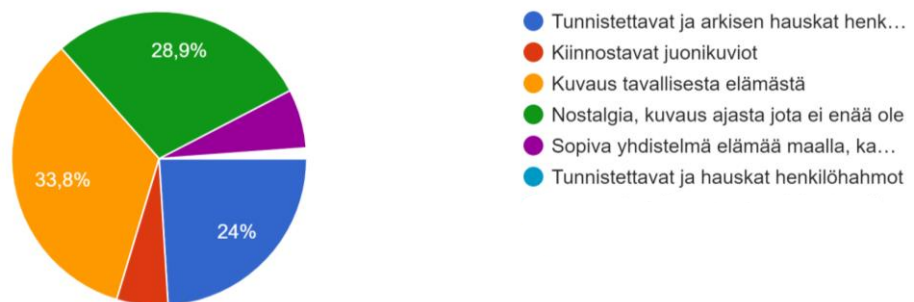 28,9%
33,8%
24%
Tunnistettavat ja arkisen hauskat henk...
Kiinnostavat juonikuviot
Kuvaus tavallisesta elämästä
Nostalgia, kuvaus ajasta jota ei enää ole
Sopiva yhdistelmä elämää maalla, ka...
Tunnistettavat ja hauskat henkilöhahmot